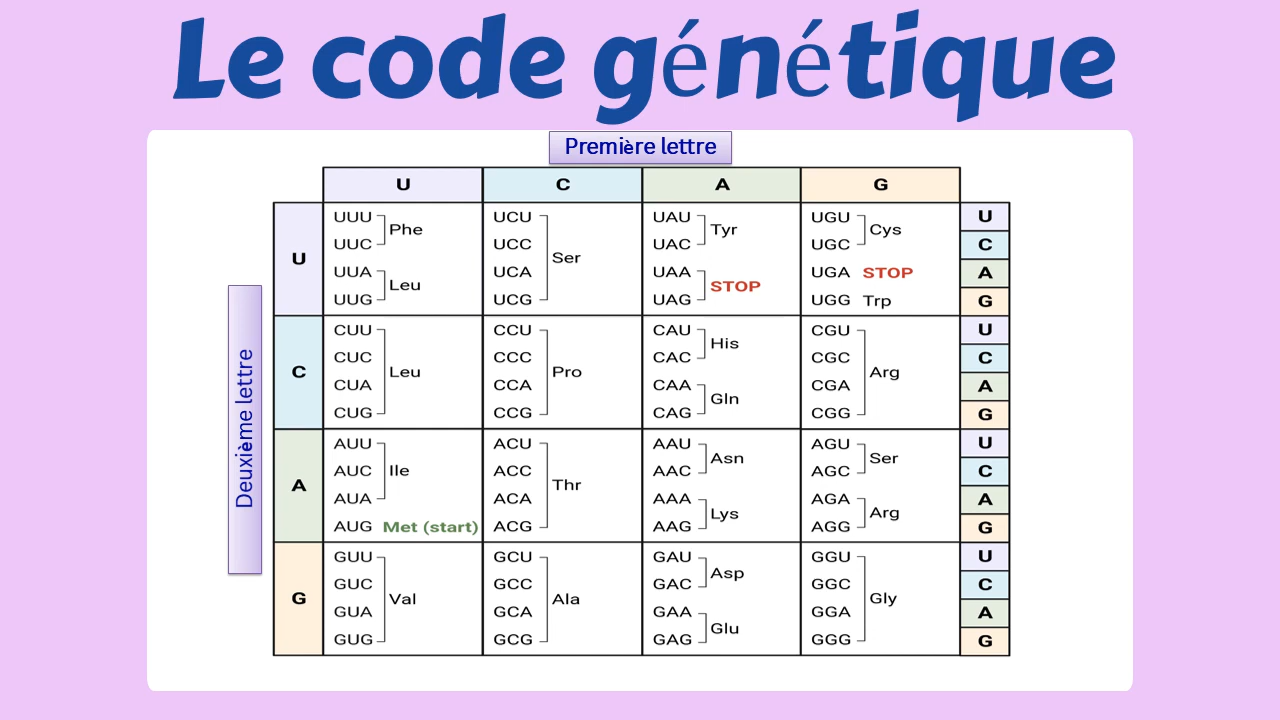 Le code génétique
Première lettre
U C A G
Deuxième lettre
U
UUU UCU UAU UGU U
Phe Tyr Cys
UUC UCC UAC UGC C
Ser
UUA UCA UAA UGA STOP A
Leu STOP
UUG UCG UAG UGG Trp G
C
CUU CCU CAU CGU U
His
CUC CCC CAC CGC C
Leu Pro Arg
CUA CCA CAA CGA A
Gln
CUG CCG CAG CGG G
A
AUU ACU AAU AGU U
Asn Ser
AUC Ile ACC AAC AGC C
Thr
AUA ACA AAA AGA A
Lys Arg
AUG Met (start) ACG AAG AGG G
G
GUU GCU GAU GGU U
Asp
GUC GCC GAC GGC C
Val Ala Gly
GUA GCA GAA GGA A
Glu
GUG GCG GAG GGG G